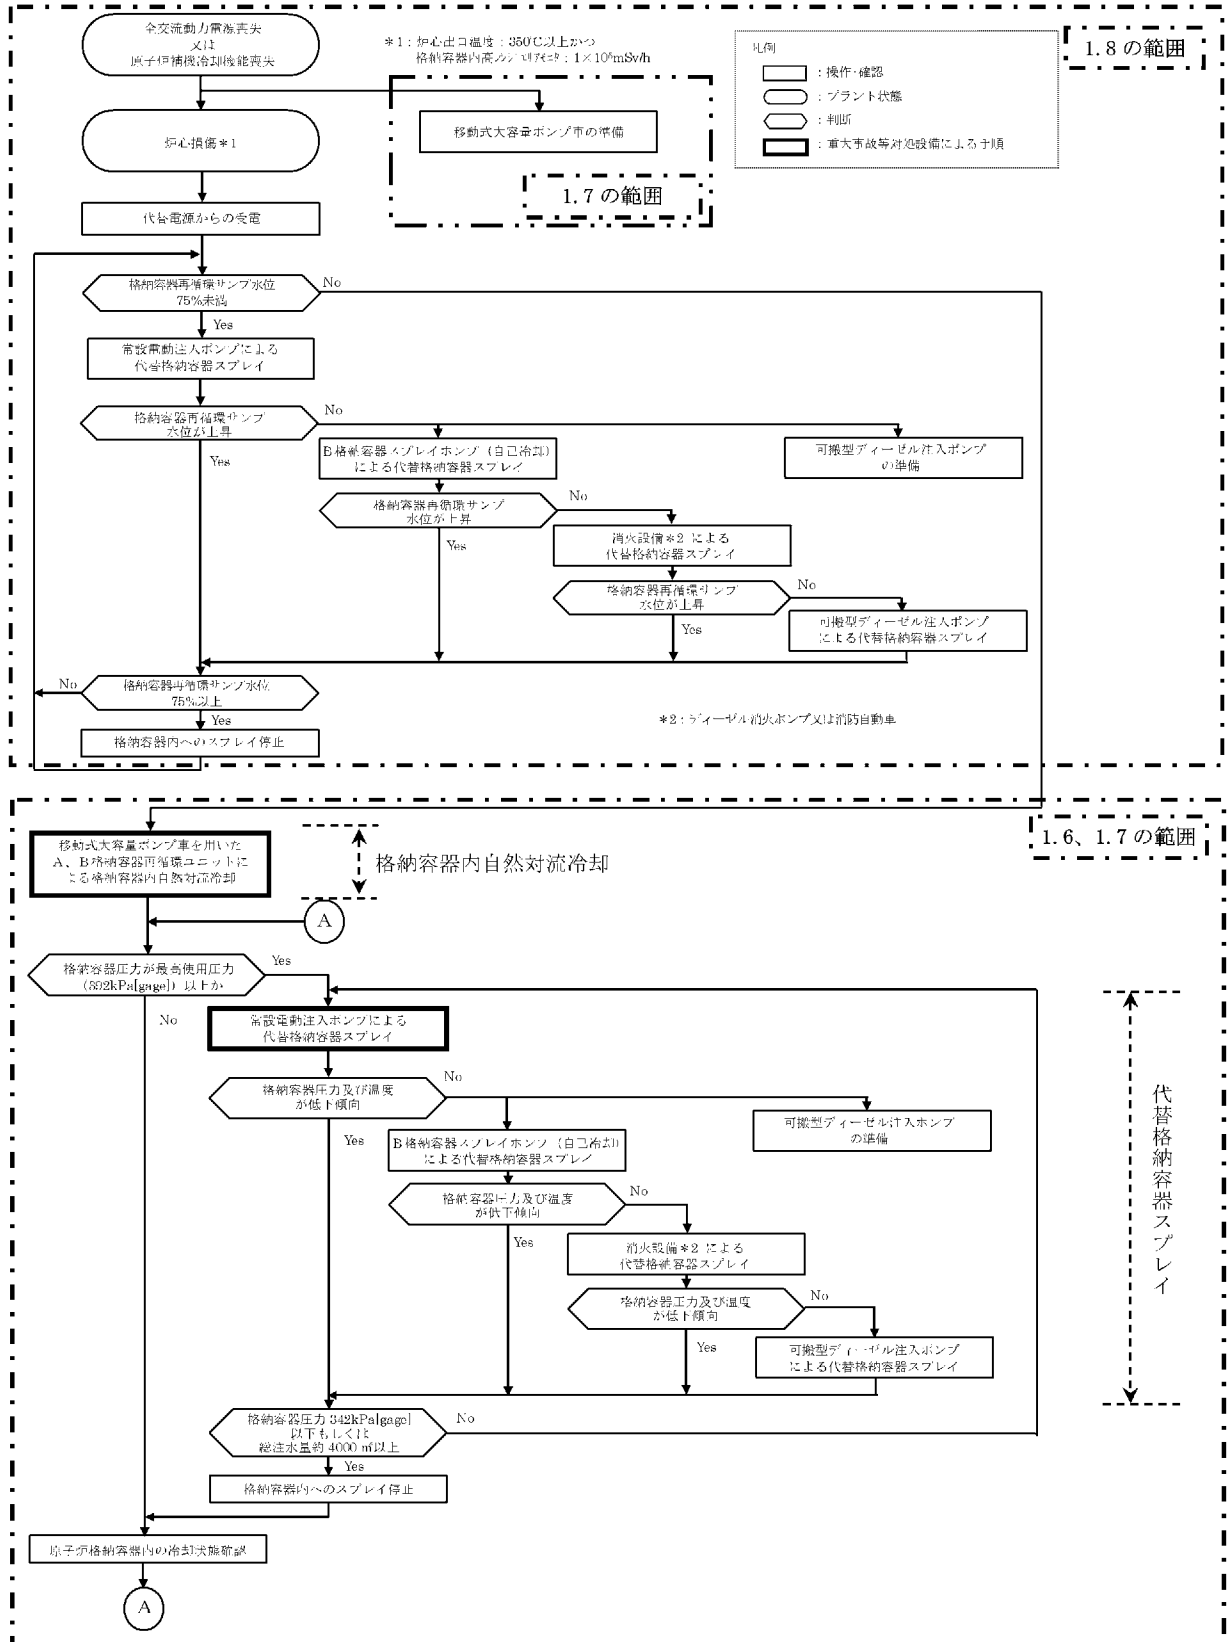 全交流動力電源喪失
又は
原子炉補機冷却機能喪失
*1：炉心出口温度：350℃以上かつ
格納容器内高レンジエリアモニタ：1×10⁵mSv/h
凡例
：操作・確認
：プラント状態
：判断
：重大事故等対処設備による手順
1.8 の範囲
炉心損傷*1
移動式大容量ポンプ車の準備
1.7 の範囲
代替電源からの受電
格納容器再循環サンプ水位
75%未満
No
Yes
常設電動注入ポンプによる
代替格納容器スプレイ
格納容器再循環サンプ
水位が上昇
No
Yes
B格納容器スプレイポンプ（自己冷却）
による代替格納容器スプレイ
可搬型ディーゼル注入ポンプ
の準備
格納容器再循環サンプ
水位が上昇
No
Yes
消火設備*2 による
代替格納容器スプレイ
格納容器再循環サンプ
水位が上昇
No
Yes
可搬型ディーゼル注入ポンプ
による代替格納容器スプレイ
No
格納容器再循環サンプ水位
75%以上
Yes
*2：ディーゼル消火ポンプ又は消防自動車
格納容器内へのスプレイ停止
1.6、1.7 の範囲
移動式大容量ポンプ車を用いた
A、B格納容器再循環ユニットに
よる格納容器内自然対流冷却
格納容器内自然対流冷却
A
格納容器圧力が最高使用圧力
（392kPa[gage]）以上か
Yes
No
常設電動注入ポンプによる
代替格納容器スプレイ
格納容器圧力及び温度
が低下傾向
No
Yes
B格納容器スプレイポンプ（自己冷却）
による代替格納容器スプレイ
可搬型ディーゼル注入ポンプ
の準備
格納容器圧力及び温度
が低下傾向
No
Yes
消火設備*2 による
代替格納容器スプレイ
格納容器圧力及び温度
が低下傾向
No
Yes
可搬型ディーゼル注入ポンプ
による代替格納容器スプレイ
代替格納容器スプレイ
格納容器圧力 342kPa[gage]
以下もしくは
総注水量約 4000 ㎥以上
No
Yes
格納容器内へのスプレイ停止
原子炉格納容器内の冷却状態確認
A